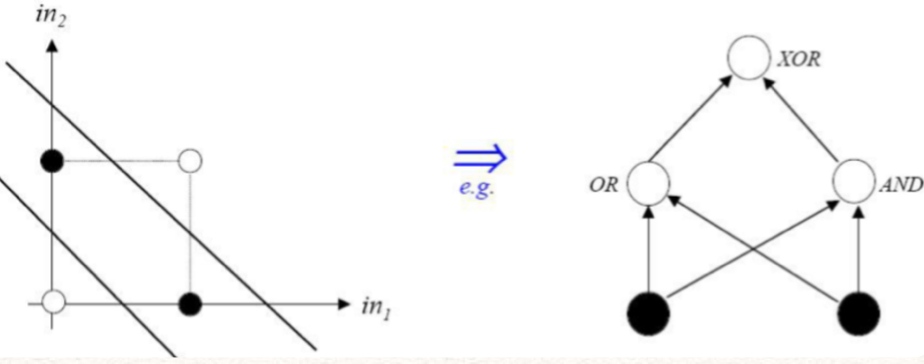 in₂
in₁
⇒
e.g.
XOR
OR
AND